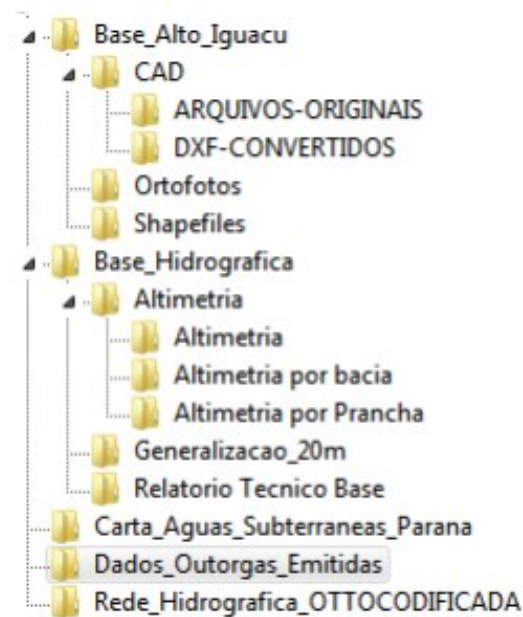 Base_Alto_Iguacu
CAD
ARQUIVOS-ORIGINAIS
DXF-CONVERTIDOS
Ortofotos
Shapefiles
Base_Hidrografica
Altimetria
Altimetria
Altimetria por bacia
Altimetria por Prancha
Generalizacao_20m
Relatorio Tecnico Base
Carta_Aguas_Subterraneas_Parana
Dados_Outorgas_Emitidas
Rede_Hidrografica_OTTOCODIFICADA